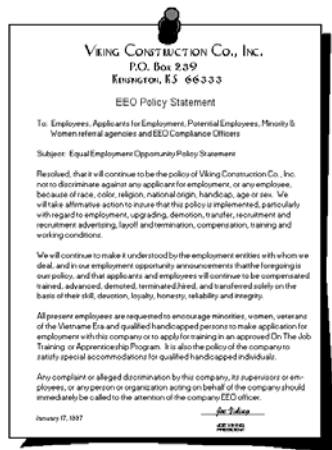 VIKING CONSTRUCTION CO., INC.
P.O. Box 239
KENSINGTON, KS 66333
EEO Policy Statement
To: Employees, Applicants for Employment, Potential Employees, Minority &
Women referral agencies and EEO Compliance Officers
Subject: Equal Employment Opportunity Policy Statement
Resolved, that it will continue to be the policy of Viking Construction Co., Inc.
not to discriminate against any applicant for employment, or any employee,
because of race, color, religion, national origin, handicap, age or sex. We
will take affirmative action to insure that this policy is implemented, particularly
with regard to employment, upgrading, demotion, transfer, recruitment and
recruitment advertising, layoff and termination, compensation, training and
working conditions.
We will continue to make it understood by the employment entities with whom we
deal, and in our employment opportunity announcements that the foregoing is
our policy, and that applicants and employees will continue to be compensated
trained, advanced, demoted, terminated, hired, and transferred solely on the
basis of their skill, devotion, loyalty, honesty, reliability and integrity.
All present employees are requested to encourage minorities, women, veterans
of the Vietname Era and qualified handicapped persons to make application for
employment with this company or to apply for training in an approved On The Job
Training or Apprenticeship Program. It is also the policy of the company to
satisfy special accommodations for qualified handicapped individuals.
Any complaint or alleged discrimination by this company, its supervisors or em-
ployees, or any person or organization acting on behalf of the company should
immediately be called to the attention of the company EEO officer.
Joe Viking
January 17, 1997
JOE VIKING
PRESIDENT